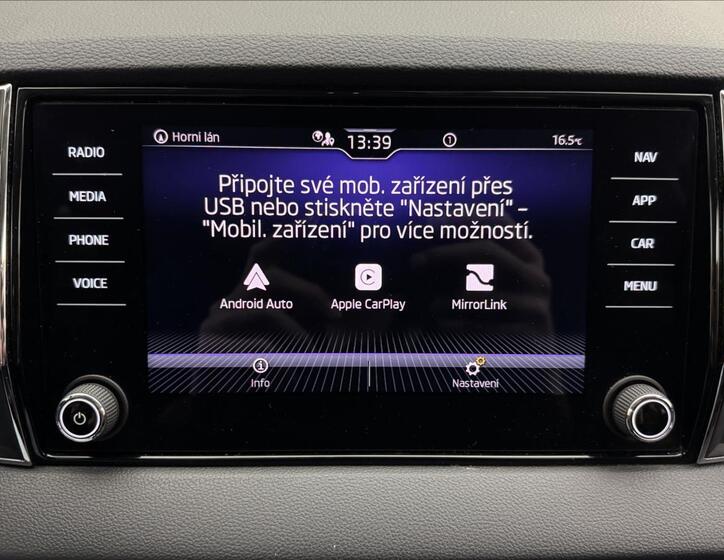 RADIO
MEDIA
PHONE
VOICE
Horní lán
13:39
1
16.5°C
Připojte své mob. zařízení přes
USB nebo stiskněte "Nastavení" –
"Mobil. zařízení" pro více možností.
Android Auto
Apple CarPlay
MirrorLink
Info
Nastavení
NAV
APP
CAR
MENU